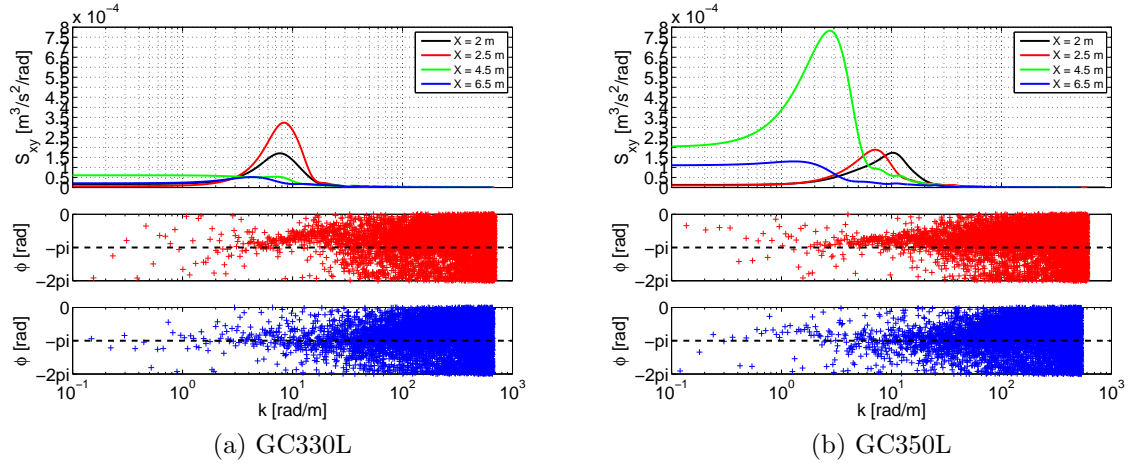 x 10⁻⁴ x 10⁻⁴
8 8
7.5 7.5
7 7
6.5 6.5
6 6
5.5 5.5
5 5
4.5 4.5
4 4
3.5 3.5
3 3
2.5 2.5
2 2
1.5 1.5
1 1
0.5 0.5
0 0
S_xy [m³/s²/rad] S_xy [m³/s²/rad]
X = 2 m X = 2 m
X = 2.5 m X = 2.5 m
X = 4.5 m X = 4.5 m
X = 6.5 m X = 6.5 m
0 0
ϕ [rad] −pi ϕ [rad] −pi
−2pi −2pi
0 0
ϕ [rad] −pi ϕ [rad] −pi
−2pi −2pi
10⁻¹ 10⁰ 10¹ 10² 10³ 10⁻¹ 10⁰ 10¹ 10² 10³
k [rad/m] k [rad/m]
(a) GC330L (b) GC350L